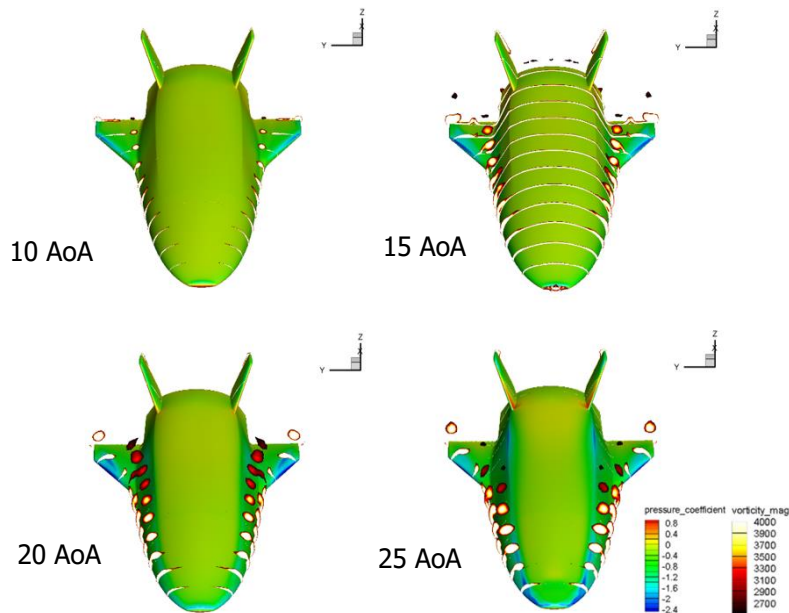 Z
X
Y
Z
X
Y
10 AoA
15 AoA
Z
X
Y
Z
X
Y
20 AoA
25 AoA
pressure_coefficient vorticity_mag
0.8
0.4
0
-0.4
-0.8
-1.2
-1.6
-2
-2.4
4000
3900
3700
3500
3300
3100
2900
2700